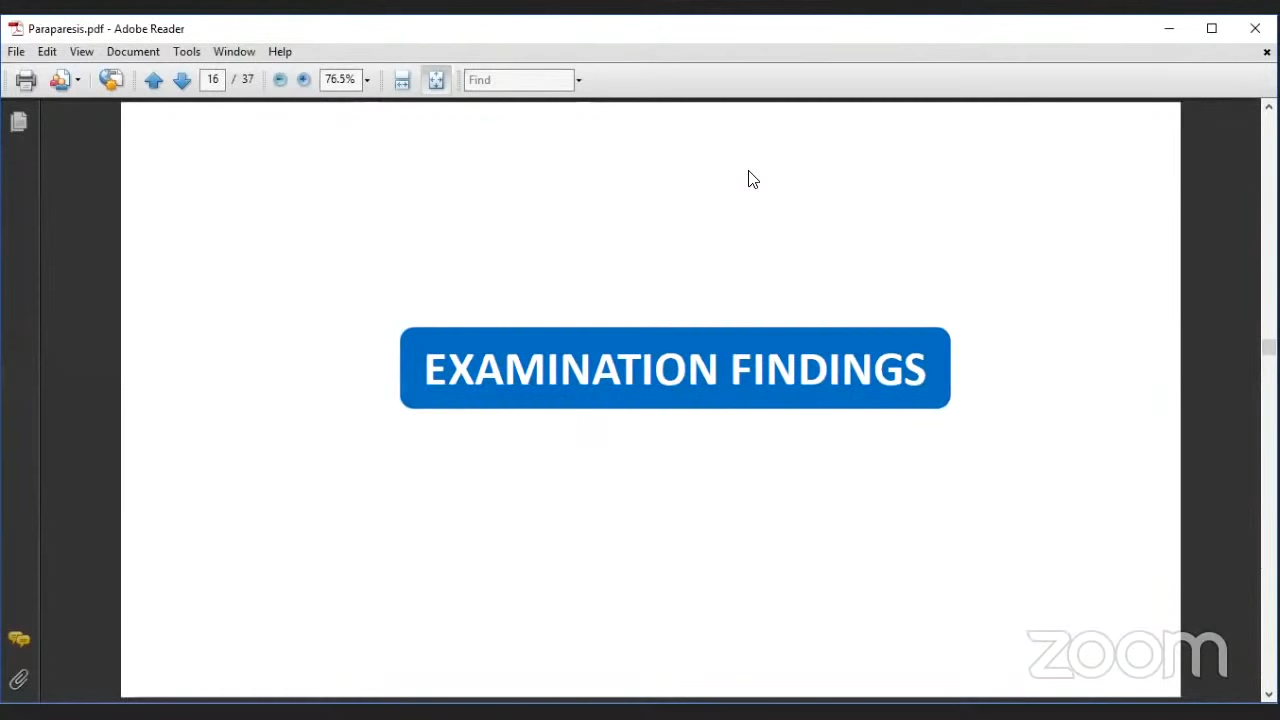 Paraparesis.pdf - Adobe Reader
File Edit View Document Tools Window Help
16 / 37 76.5% Find
EXAMINATION FINDINGS
zoom